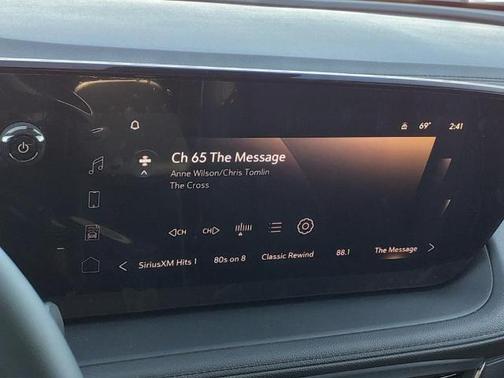 69° 2:41
Ch 65 The Message
Anne Wilson/Chris Tomlin
The Cross
CH CH
SiriusXM Hits 1 80s on 8 Classic Rewind 88.1 The Message